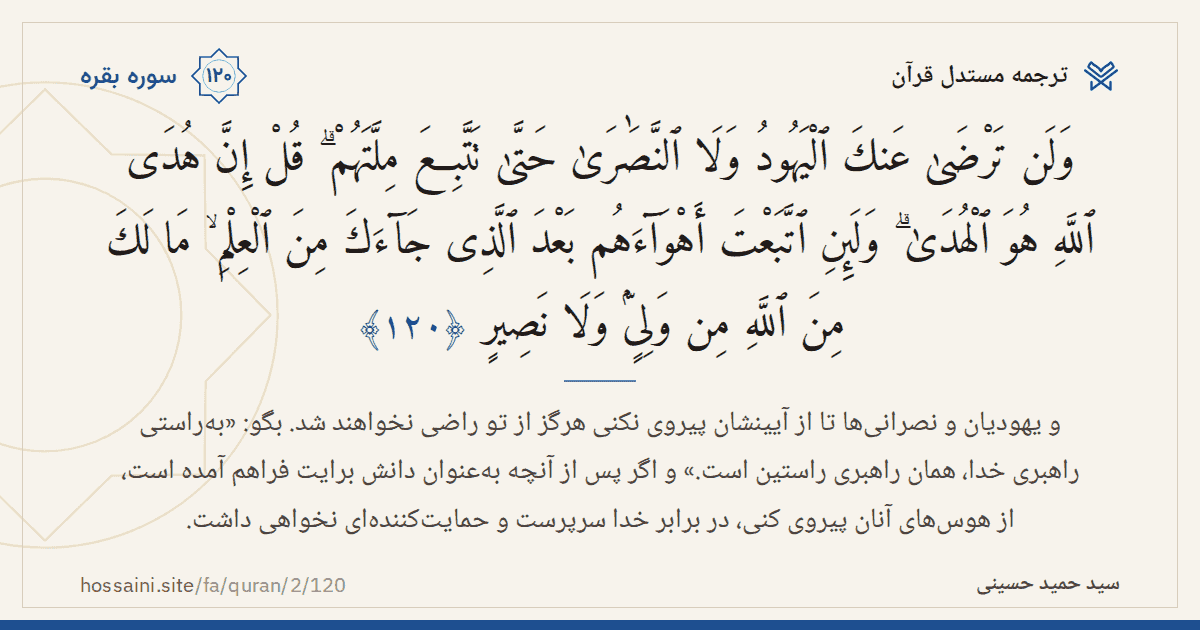 ترجمه مستدل قرآن
۱۲۰ سوره بقره
وَلَن تَرْضَىٰ عَنكَ ٱلْيَهُودُ وَلَا ٱلنَّصَٰرَىٰ حَتَّىٰ تَتَّبِعَ مِلَّتَهُمْ ۗ قُلْ إِنَّ هُدَى
ٱللَّهِ هُوَ ٱلْهُدَىٰ ۗ وَلَئِنِ ٱتَّبَعْتَ أَهْوَآءَهُم بَعْدَ ٱلَّذِى جَآءَكَ مِنَ ٱلْعِلْمِ ۙ مَا لَكَ
مِنَ ٱللَّهِ مِن وَلِىٍّ وَلَا نَصِيرٍ ﴿١٢٠﴾
و یهودیان و نصرانی‌ها تا از آیینشان پیروی نکنی هرگز از تو راضی نخواهند شد. بگو: «به‌راستی
راهبری خدا، همان راهبری راستین است.» و اگر پس از آنچه به‌عنوان دانش برایت فراهم آمده است،
از هوس‌های آنان پیروی کنی، در برابر خدا سرپرست و حمایت‌کننده‌ای نخواهی داشت.
سید حمید حسینی
hossaini.site/fa/quran/2/120